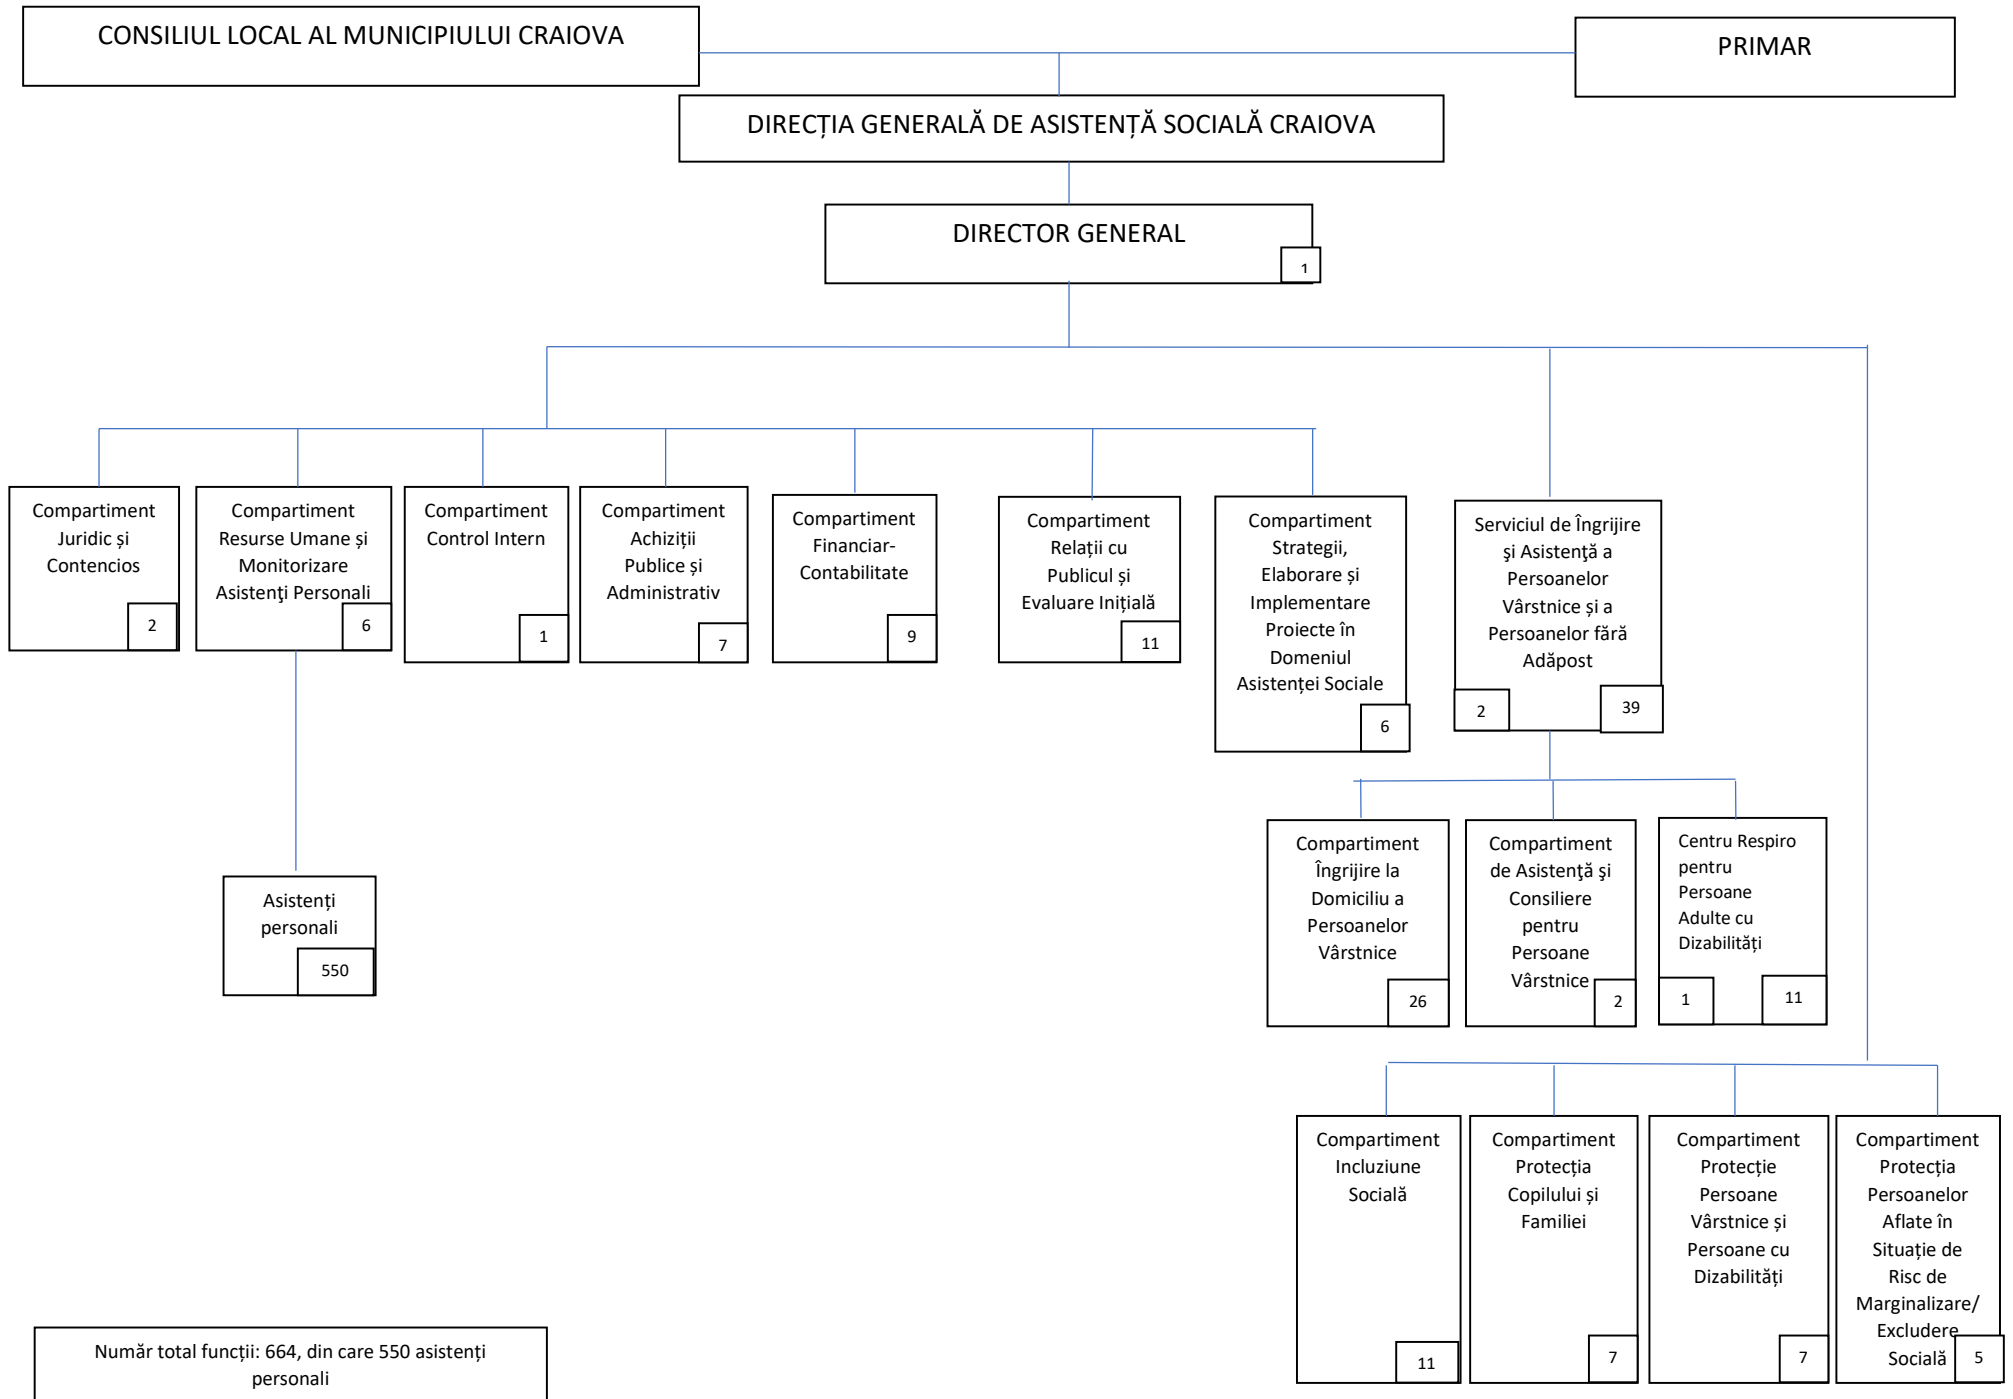 CONSILIUL LOCAL AL MUNICIPIULUI CRAIOVA
PRIMAR
DIRECȚIA GENERALĂ DE ASISTENȚĂ SOCIALĂ CRAIOVA
DIRECTOR GENERAL
1
Compartiment
Juridic și
Contencios
2
Compartiment
Resurse Umane și
Monitorizare
Asistenţi Personali
6
Compartiment
Control Intern
1
Compartiment
Achiziții
Publice și
Administrativ
7
Compartiment
Financiar-
Contabilitate
9
Compartiment
Relații cu
Publicul și
Evaluare Inițială
11
Compartiment
Strategii,
Elaborare și
Implementare
Proiecte în
Domeniul
Asistenței Sociale
6
Serviciul de Îngrijire
şi Asistenţă a
Persoanelor
Vârstnice și a
Persoanelor fără
Adăpost
2
39
Asistenți
personali
550
Compartiment
Îngrijire la
Domiciliu a
Persoanelor
Vârstnice
26
Compartiment
de Asistenţă şi
Consiliere
pentru
Persoane
Vârstnice
2
Centru Respiro
pentru
Persoane
Adulte cu
Dizabilități
1
11
Compartiment
Incluziune
Socială
11
Compartiment
Protecția
Copilului și
Familiei
7
Compartiment
Protecție
Persoane
Vârstnice și
Persoane cu
Dizabilități
7
Compartiment
Protecția
Persoanelor
Aflate în
Situație de
Risc de
Marginalizare/
Excludere
Socială
5
Număr total funcții: 664, din care 550 asistenți
personali